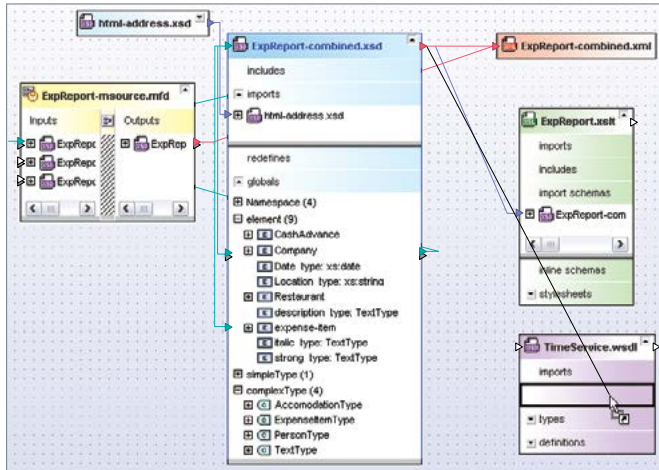 html-address.xsd
ExpReport-combined.xsd
includes
imports
html-address.xsd
redefines
globals
Namespace (4)
element (9)
CashAdvance
Company
Date type: xs:date
Location type: xs:string
Restaurant
description type: TextType
expense-item
italic type: TextType
strong type: TextType
simpleType (1)
complexType (4)
AccomodationType
ExpenseItemType
PersonType
TextType
ExpReport-msource.mfd
Inputs
Outputs
ExpRepc
ExpRep
ExpRepc
ExpRepc
ExpReport-combined.xml
ExpReport.xslt
imports
includes
import schemas
ExpReport-com
inline schemas
stylesheets
TimeService.wsdl
imports
types
definitions